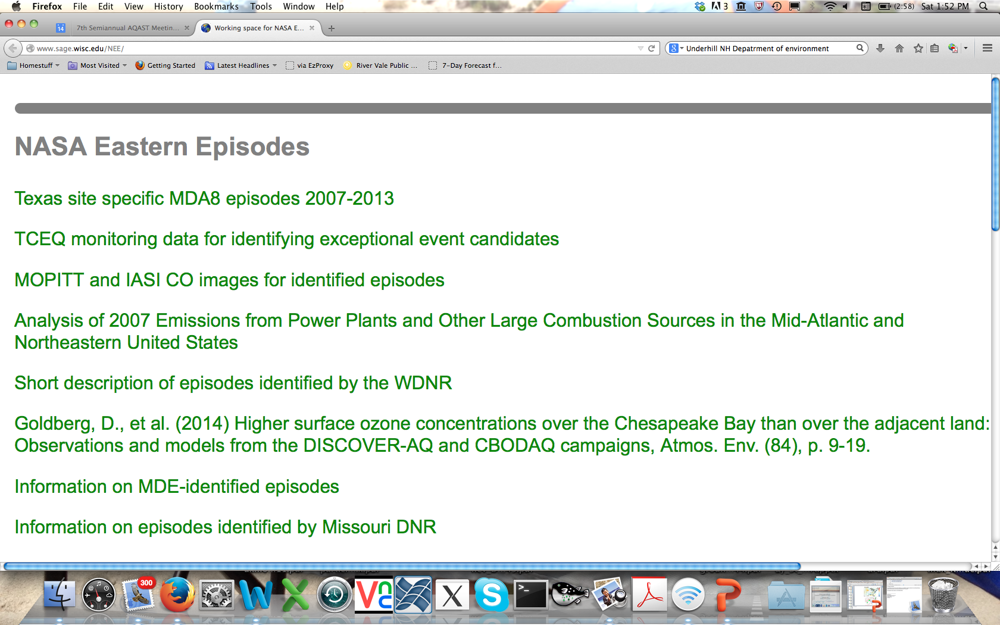 Firefox File Edit View History Bookmarks Tools Window Help 3 (2:58) Sat 1:52 PM
14 7th Semiannual AQAST Meetin... Working space for NASA E...
www.sage.wisc.edu/NEE/ Underhill NH Depatrment of environment
Homestuff Most Visited Getting Started Latest Headlines via EzProxy River Vale Public ... 7-Day Forecast f...
NASA Eastern Episodes
Texas site specific MDA8 episodes 2007-2013
TCEQ monitoring data for identifying exceptional event candidates
MOPITT and IASI CO images for identified episodes
Analysis of 2007 Emissions from Power Plants and Other Large Combustion Sources in the Mid-Atlantic and
Northeastern United States
Short description of episodes identified by the WDNR
Goldberg, D., et al. (2014) Higher surface ozone concentrations over the Chesapeake Bay than over the adjacent land:
Observations and models from the DISCOVER-AQ and CBODAQ campaigns, Atmos. Env. (84), p. 9-19.
Information on MDE-identified episodes
Information on episodes identified by Missouri DNR
300